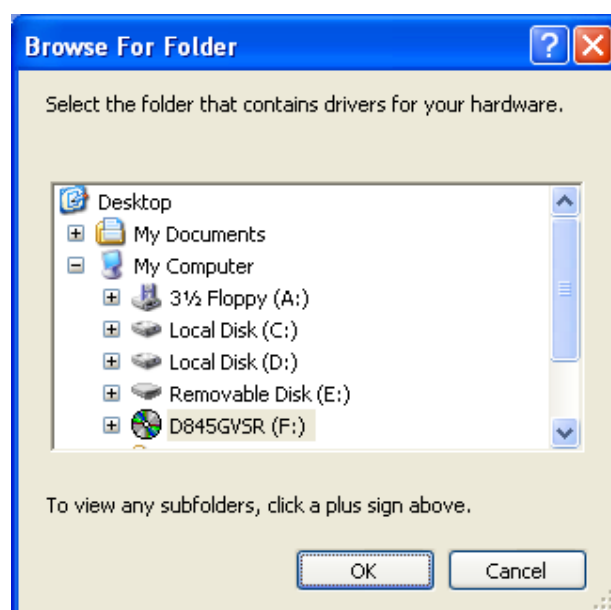 Browse For Folder
Select the folder that contains drivers for your hardware.
Desktop
My Documents
My Computer
3½ Floppy (A:)
Local Disk (C:)
Local Disk (D:)
Removable Disk (E:)
D845GVSR (F:)
To view any subfolders, click a plus sign above.
OK
Cancel